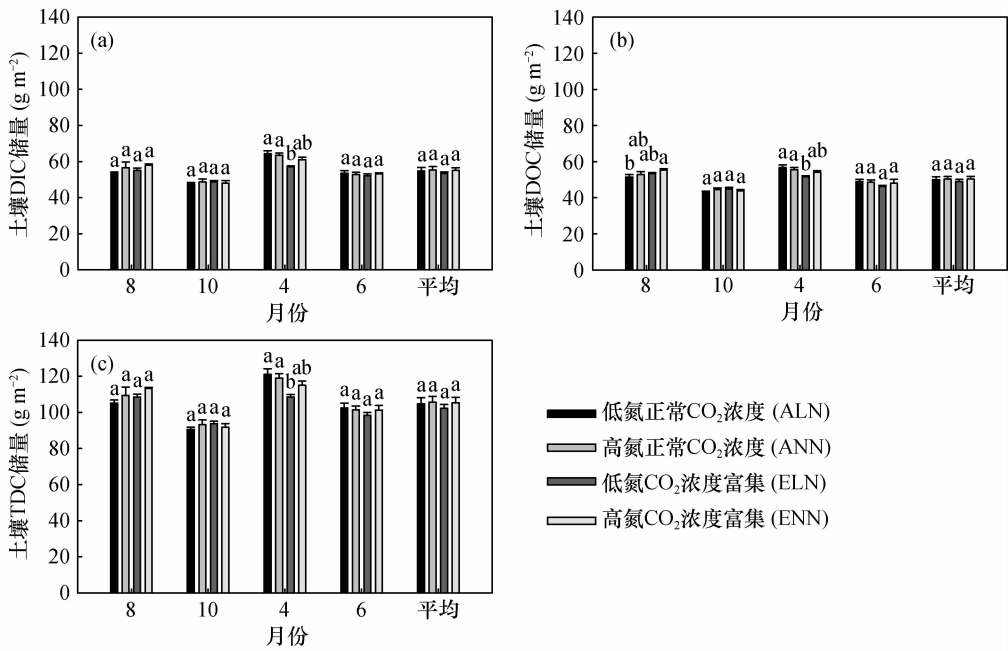 (a)
土壤DIC储量 (g m⁻²)
140
120
100
80
60
40
20
0
a a a a
a a a a
a a b ab
a a a a
a a a a
8 10 4 6 平均
月份
(b)
土壤DOC储量 (g m⁻²)
140
120
100
80
60
40
20
0
b ab ab a
a a a a
a a b ab
a a a a
a a a a
8 10 4 6 平均
月份
(c)
土壤TDC储量 (g m⁻²)
140
120
100
80
60
40
20
0
a a a a
a a a a
a a b ab
a a a a
a a a a
8 10 4 6 平均
月份
低氮正常CO₂浓度 (ALN)
高氮正常CO₂浓度 (ANN)
低氮CO₂浓度富集 (ELN)
高氮CO₂浓度富集 (ENN)